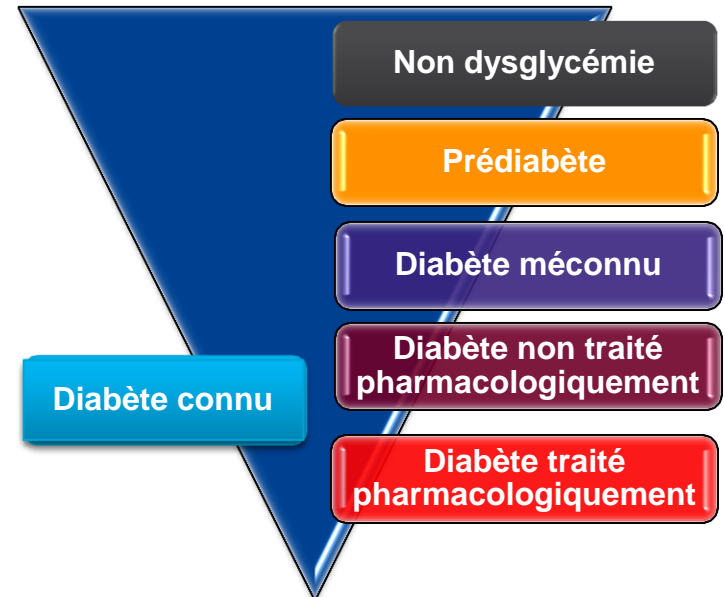 Non dysglycémie
Prédiabète
Diabète méconnu
Diabète non traité
pharmacologiquement
Diabète connu
Diabète traité
pharmacologiquement